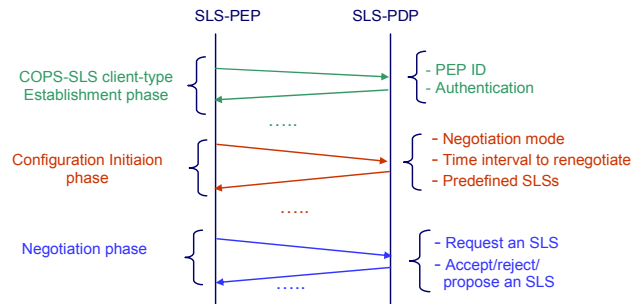 SLS-PEP
SLS-PDP
COPS-SLS client-type
Establishment phase
- PEP ID
- Authentication
.....
Configuration Initiaion
phase
- Negotiation mode
- Time interval to renegotiate
- Predefined SLSs
.....
Negotiation phase
- Request an SLS
- Accept/reject/
propose an SLS
.....